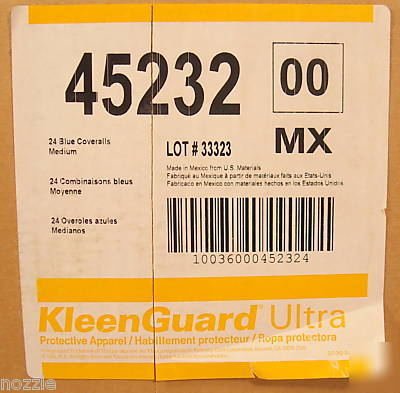 45232
00
24 Blue Coveralls
Medium
LOT # 33323
MX
Made in Mexico from U.S. Materials
Fabriqué au Mexique à partir de matériaux faits aux Etats-Unis
Fabricaco en Mexico con materiales hechos en los Estados Unidos
24 Combinaisons bleus
Moyenne
24 Overoles azules
Medianos
10036000452324
KleenGuard Ultra
Protective Apparel / Habillement protecteur / Ropa protectora
nozzle